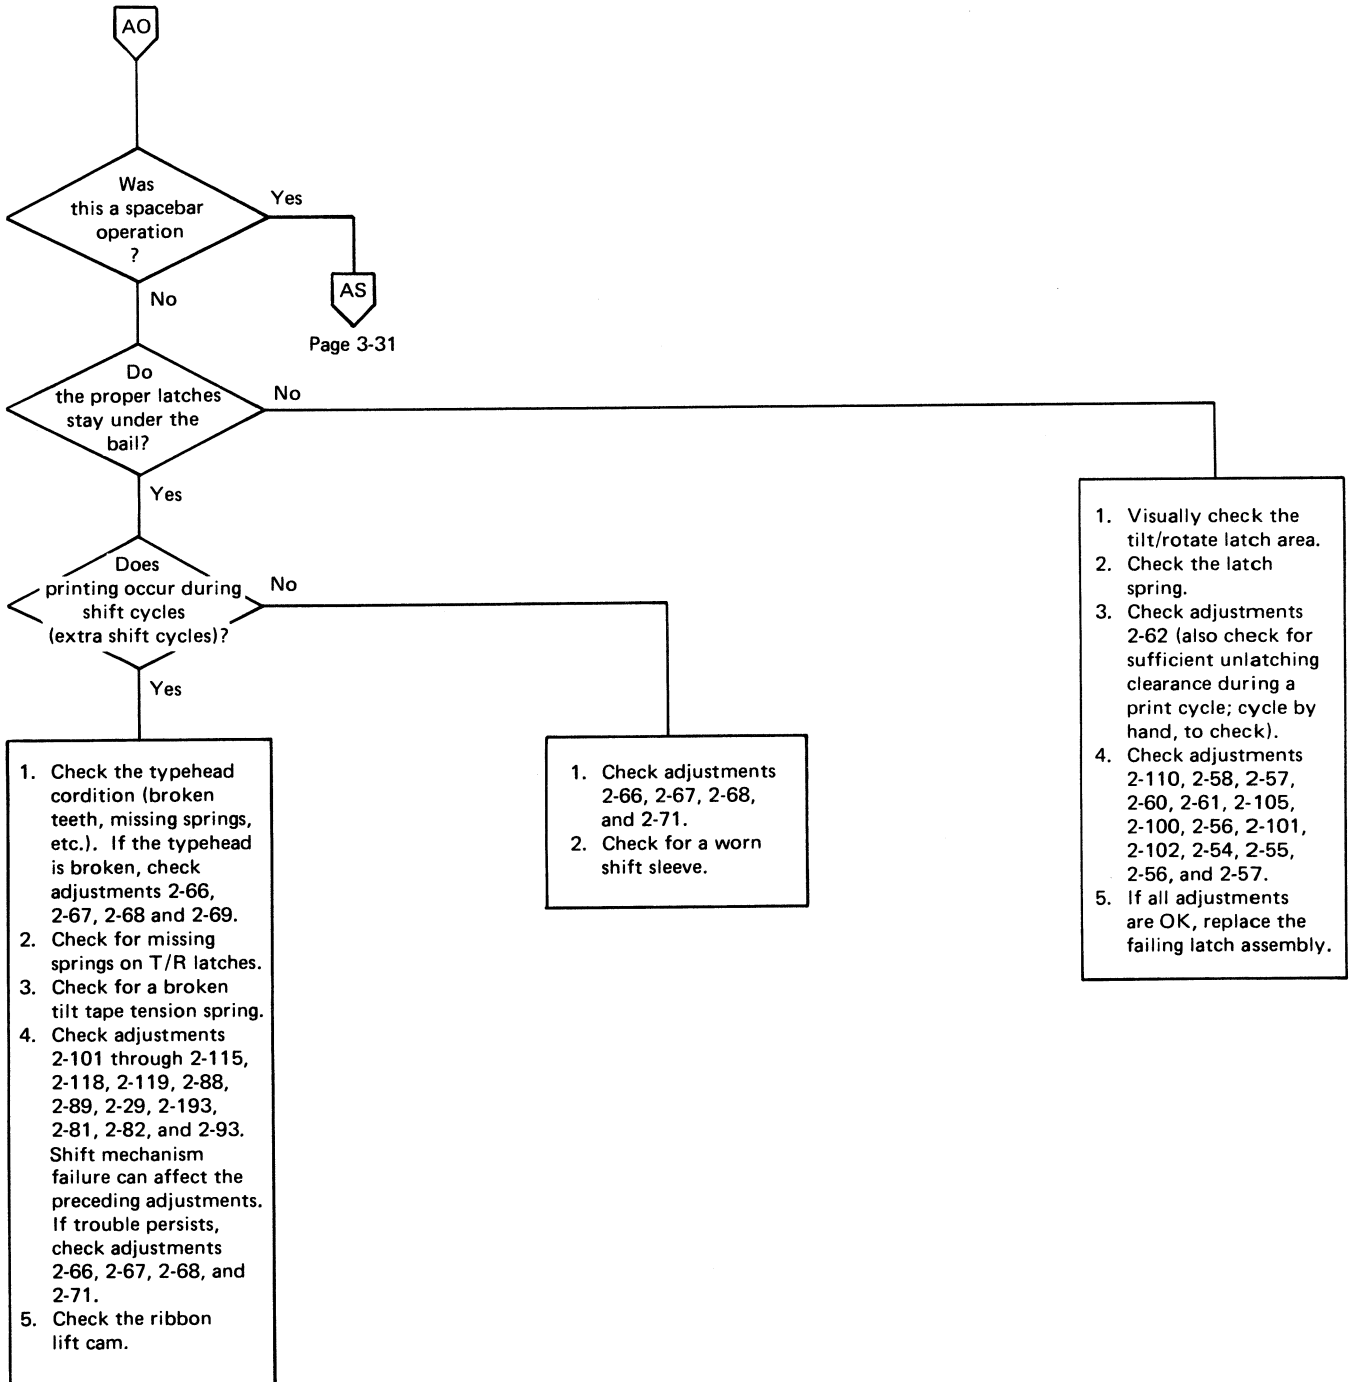 AO
Was
this a spacebar
operation
?
Yes
No
AS
Page 3-31
Do
the proper latches
stay under the
bail?
No
Yes
Does
printing occur during
shift cycles
(extra shift cycles)?
No
Yes
1. Check the typehead
cordition (broken
teeth, missing springs,
etc.). If the typehead
is broken, check
adjustments 2-66,
2-67, 2-68 and 2-69.
2. Check for missing
springs on T/R latches.
3. Check for a broken
tilt tape tension spring.
4. Check adjustments
2-101 through 2-115,
2-118, 2-119, 2-88,
2-89, 2-29, 2-193,
2-81, 2-82, and 2-93.
Shift mechanism
failure can affect the
preceding adjustments.
If trouble persists,
check adjustments
2-66, 2-67, 2-68, and
2-71.
5. Check the ribbon
lift cam.
1. Check adjustments
2-66, 2-67, 2-68,
and 2-71.
2. Check for a worn
shift sleeve.
1. Visually check the
tilt/rotate latch area.
2. Check the latch
spring.
3. Check adjustments
2-62 (also check for
sufficient unlatching
clearance during a
print cycle; cycle by
hand, to check).
4. Check adjustments
2-110, 2-58, 2-57,
2-60, 2-61, 2-105,
2-100, 2-56, 2-101,
2-102, 2-54, 2-55,
2-56, and 2-57.
5. If all adjustments
are OK, replace the
failing latch assembly.